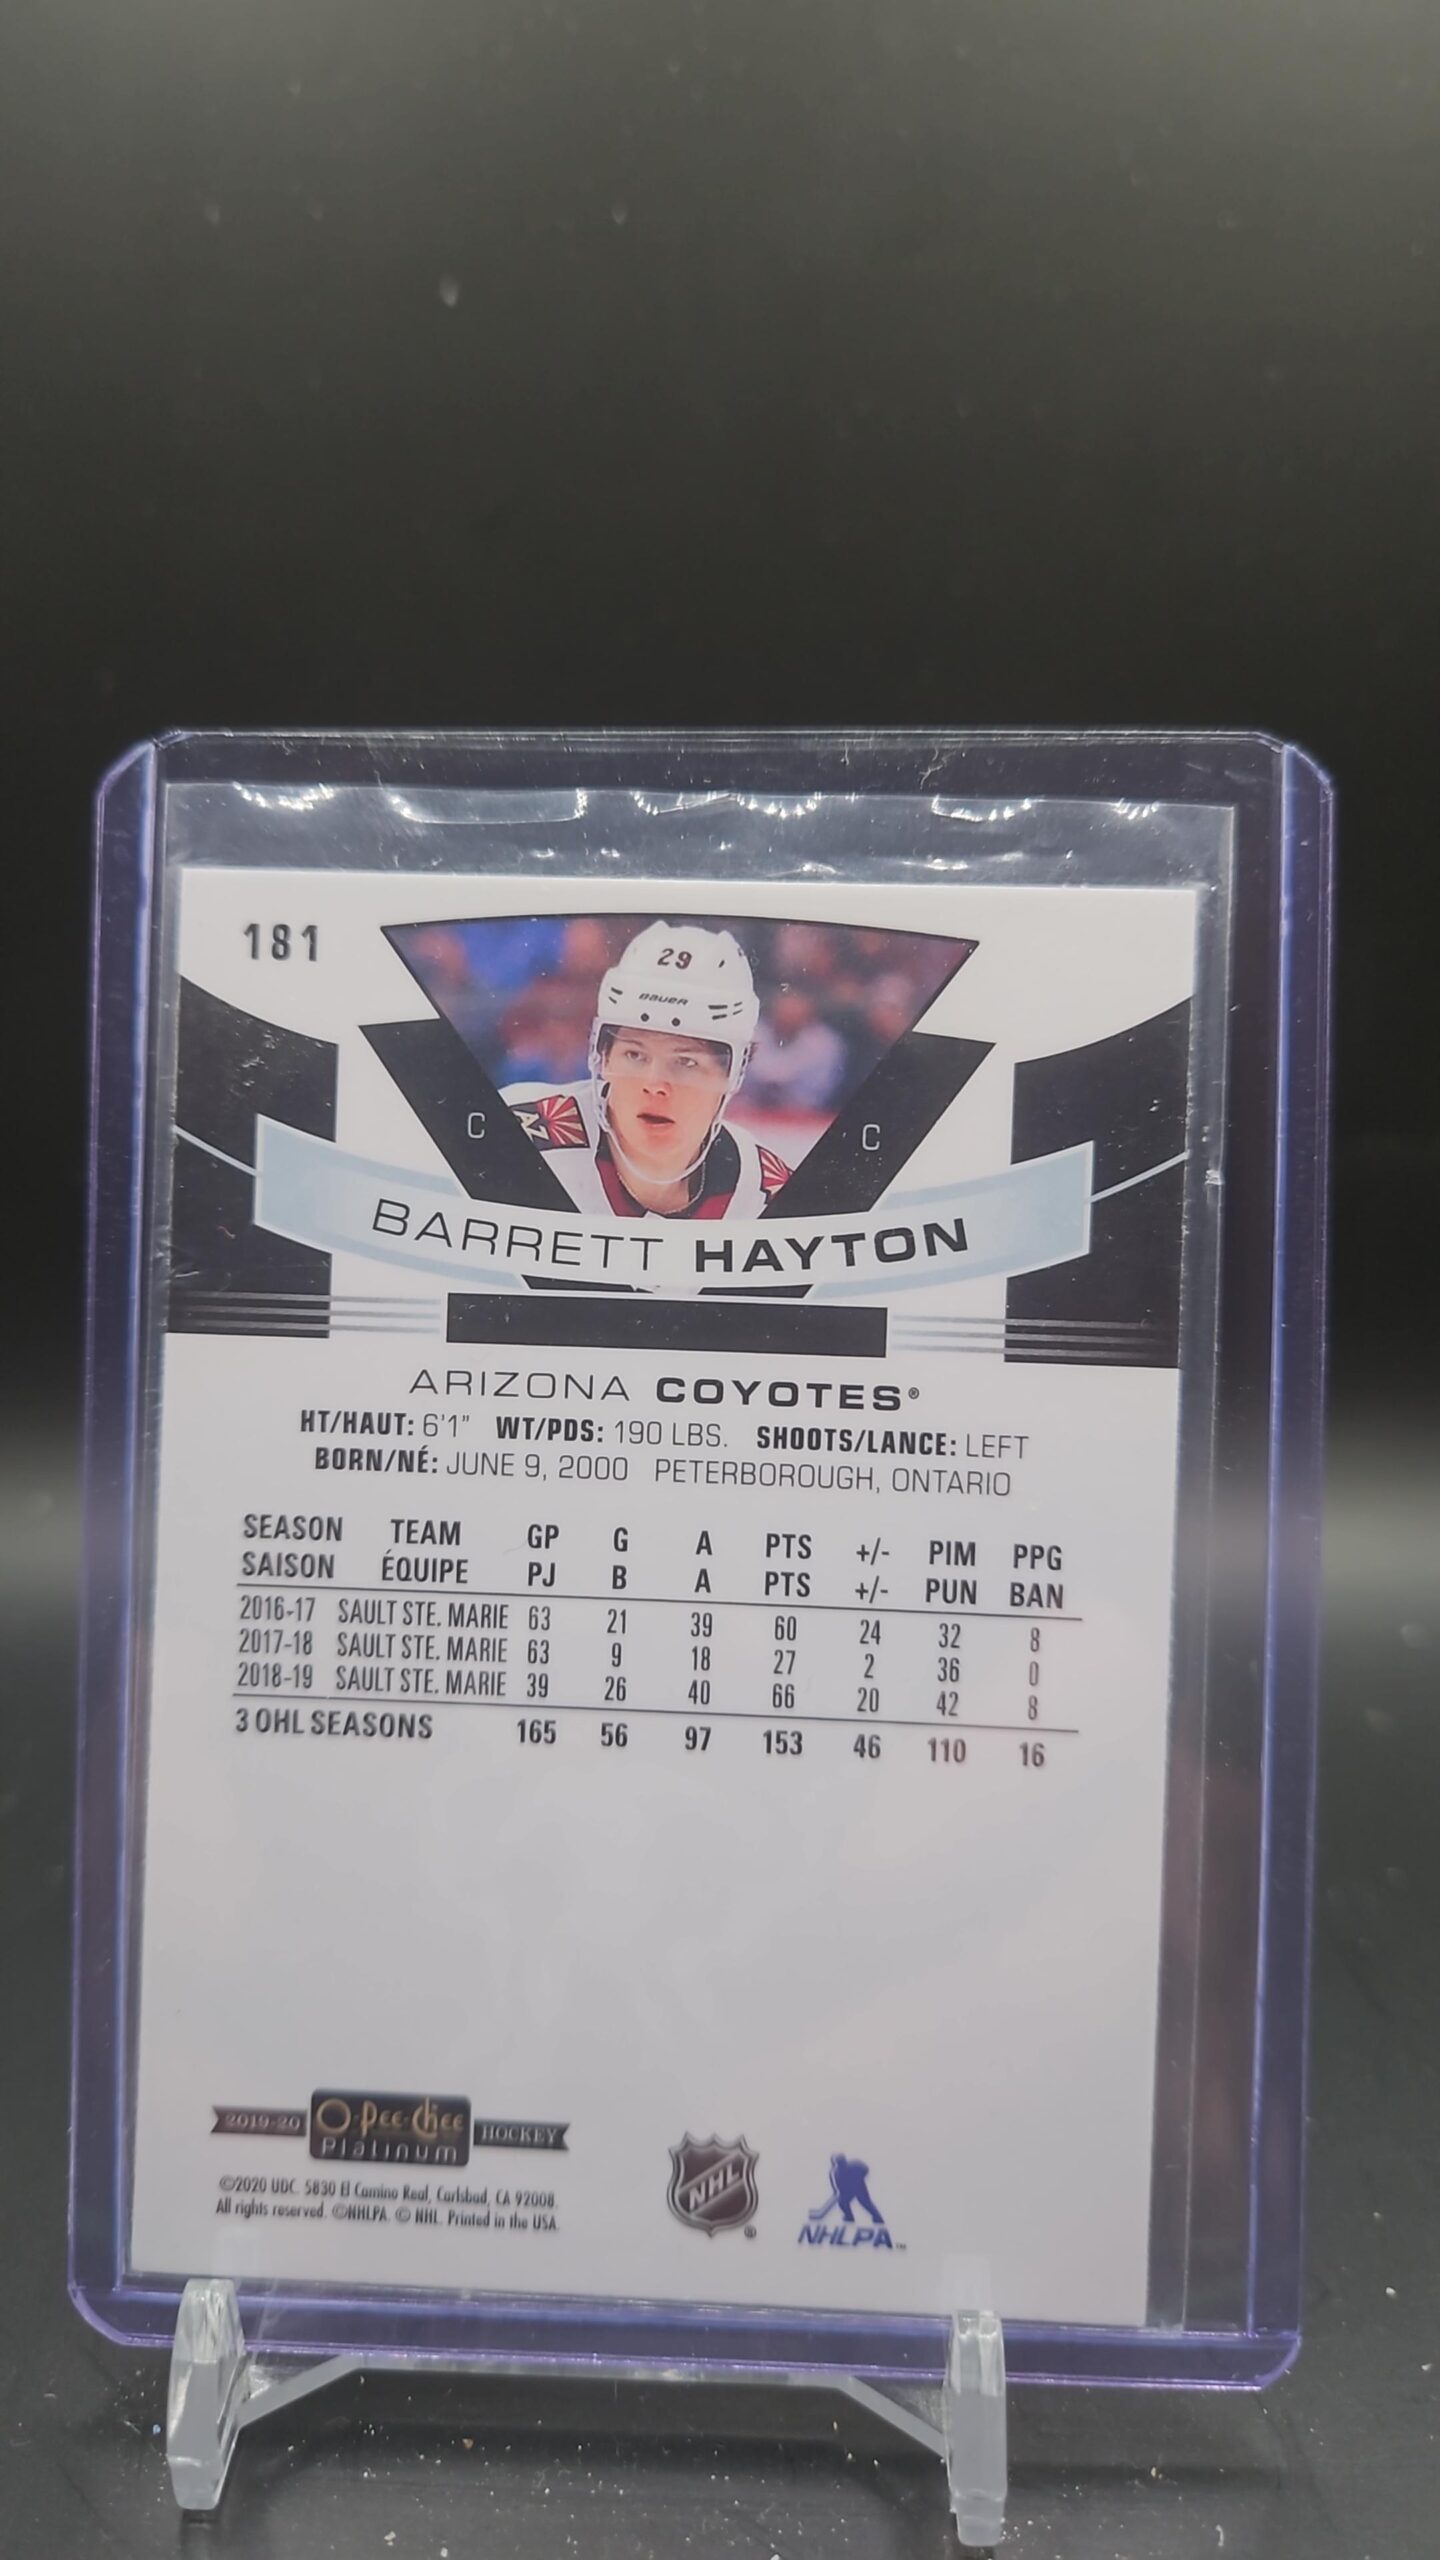 181
29
BAUER
AZ
C C
BARRETT HAYTON
ARIZONA COYOTES®
HT/HAUT: 6'1" WT/PDS: 190 LBS. SHOOTS/LANCE: LEFT
BORN/NÉ: JUNE 9, 2000 PETERBOROUGH, ONTARIO
SEASON TEAM GP G A PTS +/- PIM PPG
SAISON ÉQUIPE PJ B A PTS +/- PUN BAN
2016-17 SAULT STE. MARIE 63 21 39 60 24 32 8
2017-18 SAULT STE. MARIE 63 9 18 27 2 36 0
2018-19 SAULT STE. MARIE 39 26 40 66 20 42 8
3 OHL SEASONS 165 56 97 153 46 110 16
2019-20 O-Pee-Chee HOCKEY
Platinum
©2020 UDC. 5830 El Camino Real, Carlsbad, CA 92008.
All rights reserved. ©NHLPA. © NHL. Printed in the USA
NHL ®
NHLPA™